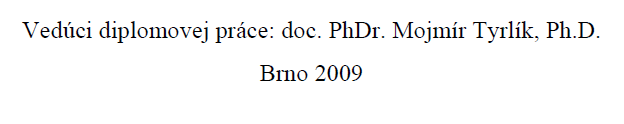 Vedúci diplomovej práce: doc. PhDr. Mojmír Tyrlík, Ph.D.
Brno 2009